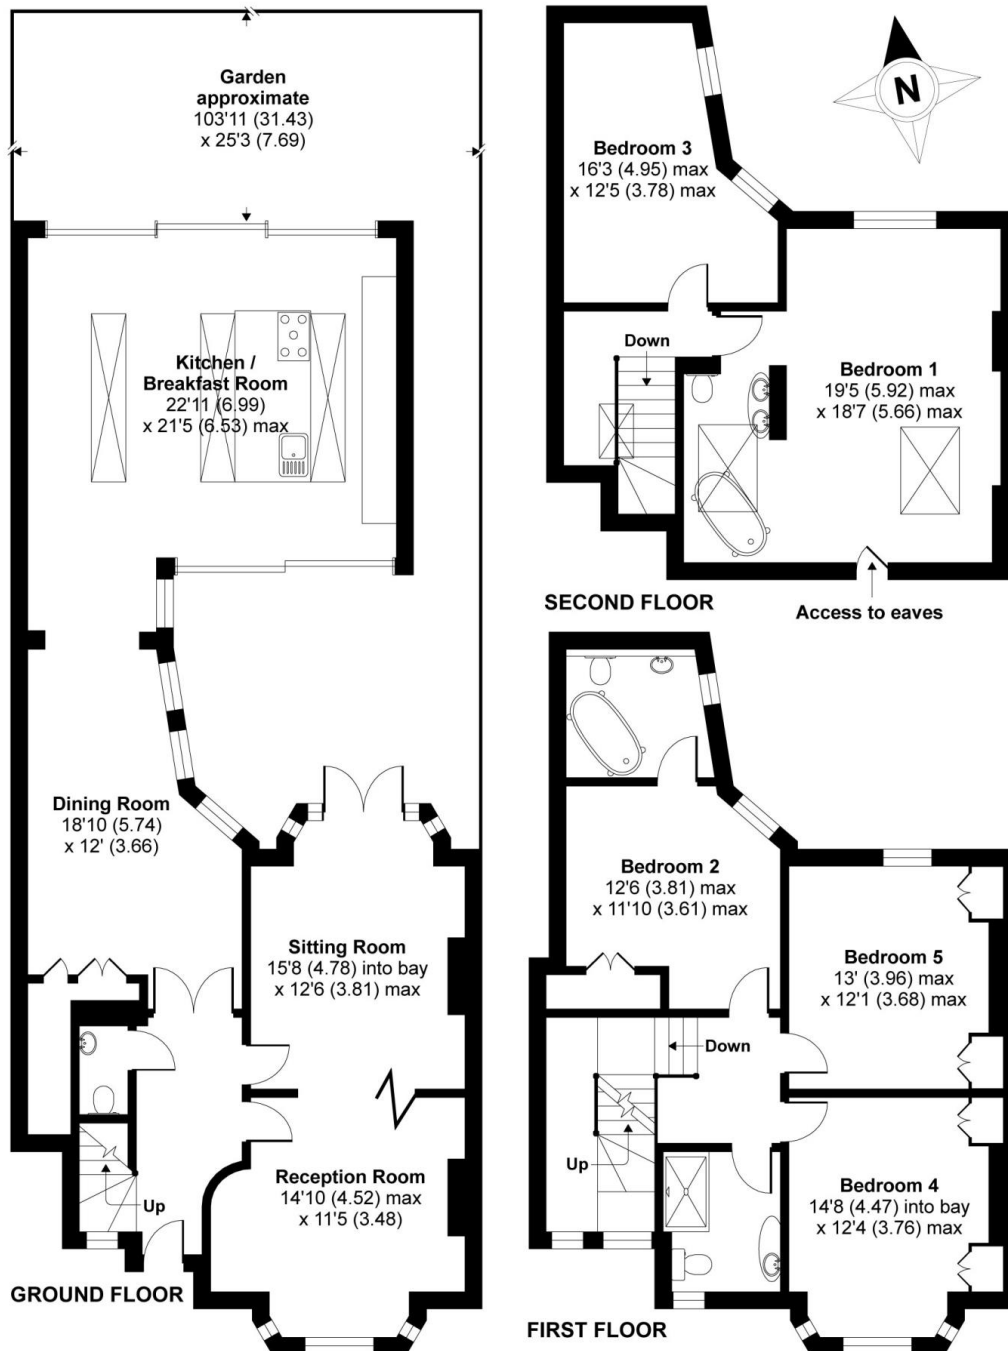 Garden
approximate
103'11 (31.43)
x 25'3 (7.69)
Kitchen /
Breakfast Room
22'11 (6.99)
x 21'5 (6.53) max
Dining Room
18'10 (5.74)
x 12' (3.66)
Sitting Room
15'8 (4.78) into bay
x 12'6 (3.81) max
Reception Room
14'10 (4.52) max
x 11'5 (3.48)
Up
GROUND FLOOR
N
Bedroom 3
16'3 (4.95) max
x 12'5 (3.78) max
Down
Bedroom 1
19'5 (5.92) max
x 18'7 (5.66) max
SECOND FLOOR
Access to eaves
Bedroom 2
12'6 (3.81) max
x 11'10 (3.61) max
Bedroom 5
13' (3.96) max
x 12'1 (3.68) max
Down
Up
Bedroom 4
14'8 (4.47) into bay
x 12'4 (3.76) max
FIRST FLOOR